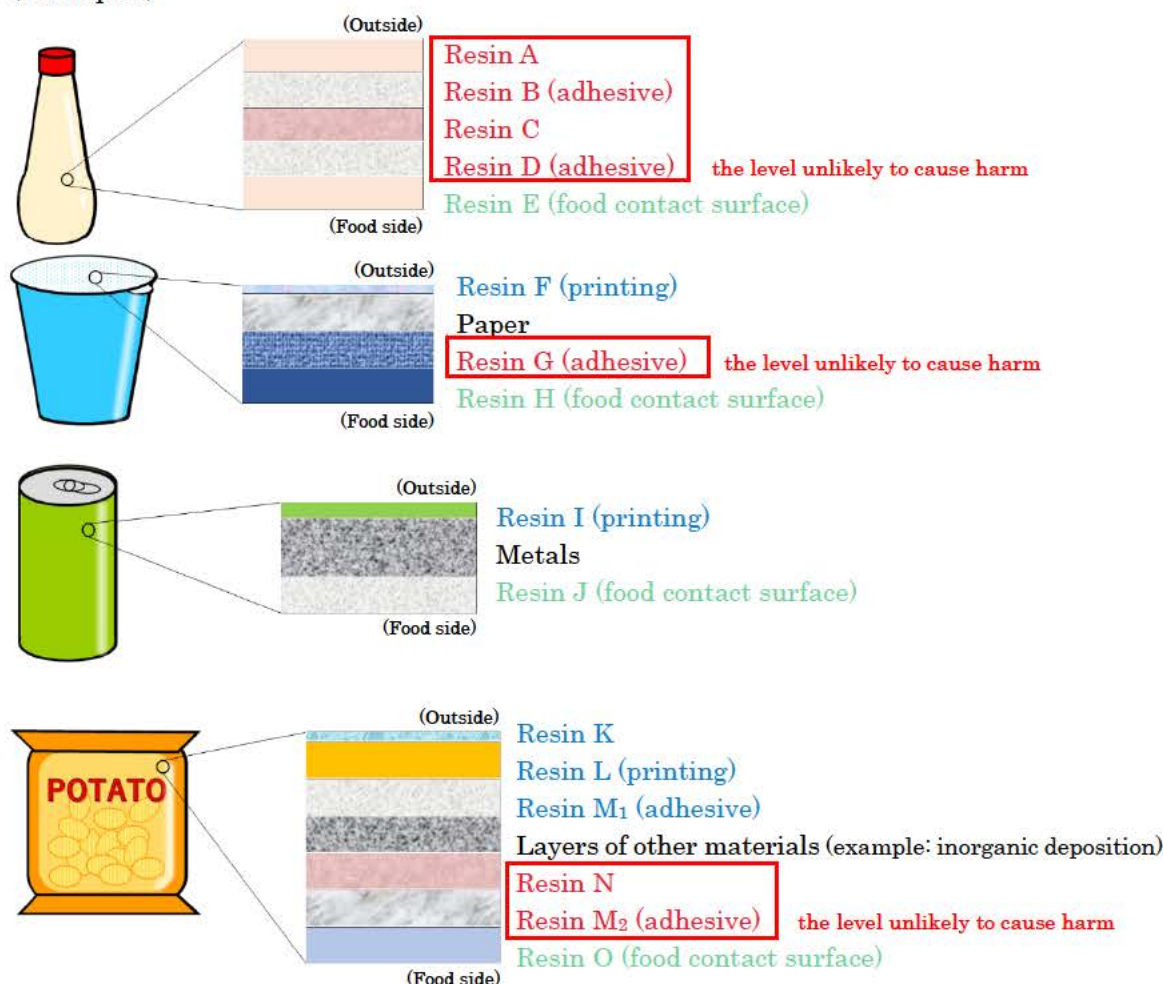 (Outside)
Resin A
Resin B (adhesive)
Resin C
Resin D (adhesive) the level unlikely to cause harm
Resin E (food contact surface)
(Food side)
(Outside)
Resin F (printing)
Paper
Resin G (adhesive) the level unlikely to cause harm
Resin H (food contact surface)
(Food side)
(Outside)
Resin I (printing)
Metals
Resin J (food contact surface)
(Food side)
(Outside)
Resin K
Resin L (printing)
POTATO
Resin M₁ (adhesive)
Layers of other materials (example: inorganic deposition)
Resin N
Resin M₂ (adhesive) the level unlikely to cause harm
Resin O (food contact surface)
(Food side)